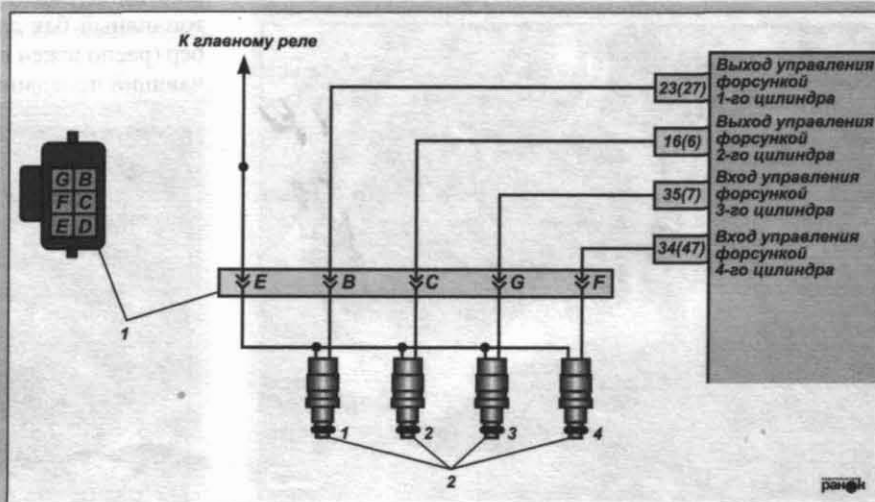 К главному реле
23(27)
Выход управления
форсункой
1-го цилиндра
16(6)
Выход управления
форсункой
2-го цилиндра
35(7)
Вход управления
форсункой
3-го цилиндра
34(47)
Вход управления
форсункой
4-го цилиндра
G B
F C
E D
E B C G F
1
1 2 3 4
2
ранок